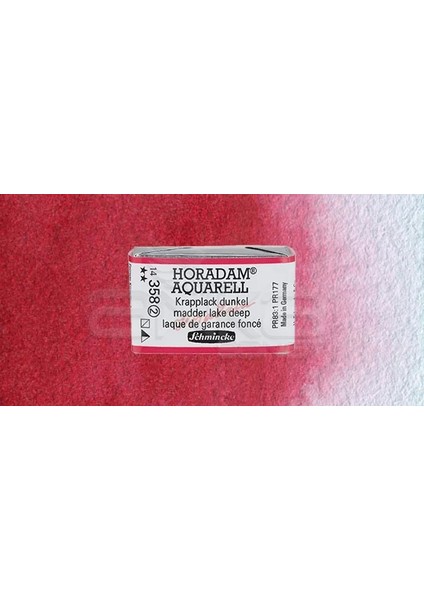 HORADAM®
AQUARELL
Krapplack dunkel
madder lake deep
laque de garance foncé
Schmincke
14 358 2
★★
PR83:1 PR177
Made in Germany